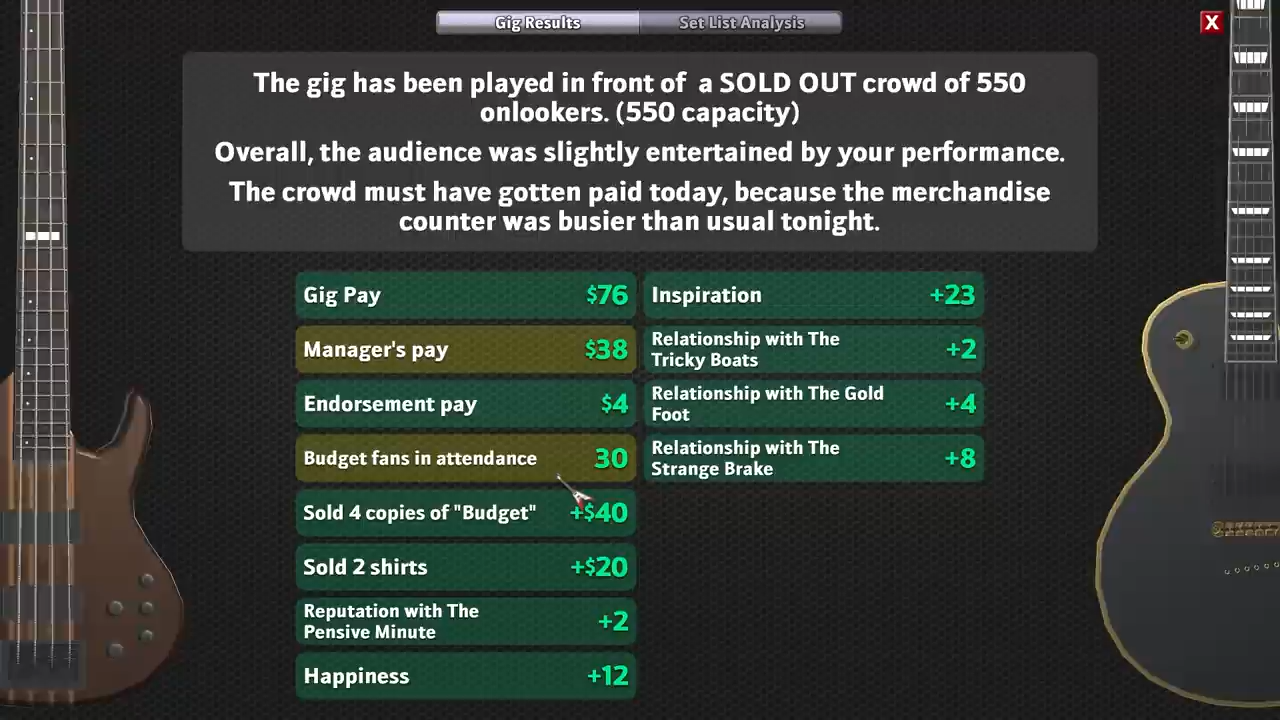 Gig Results
Set List Analysis
X
The gig has been played in front of a SOLD OUT crowd of 550
onlookers. (550 capacity)
Overall, the audience was slightly entertained by your performance.
The crowd must have gotten paid today, because the merchandise
counter was busier than usual tonight.
Gig Pay $76
Manager's pay $38
Endorsement pay $4
Budget fans in attendance 30
Sold 4 copies of "Budget" +$40
Sold 2 shirts +$20
Reputation with The
Pensive Minute +2
Happiness +12
Inspiration +23
Relationship with The
Tricky Boats +2
Relationship with The Gold
Foot +4
Relationship with The
Strange Brake +8